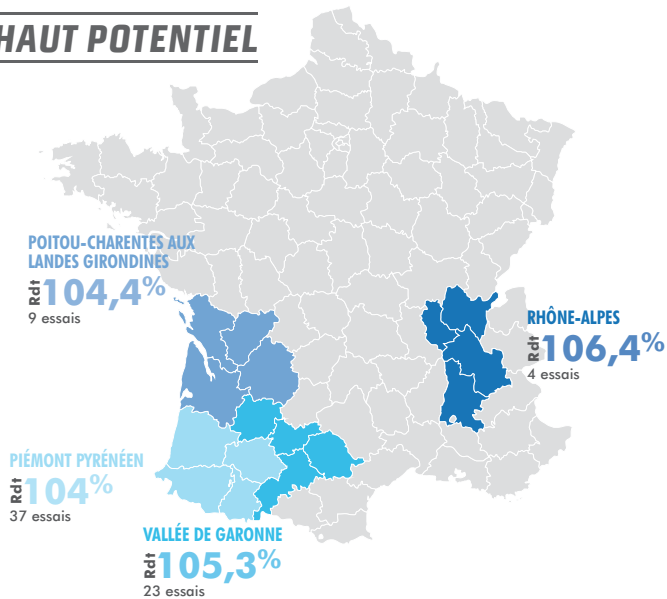 HAUT POTENTIEL
POITOU-CHARENTES AUX
LANDES GIRONDINES
Rdt 104,4%
9 essais
RHÔNE-ALPES
Rdt 106,4%
4 essais
PIÉMONT PYRÉNÉEN
Rdt 104%
37 essais
VALLÉE DE GARONNE
Rdt 105,3%
23 essais